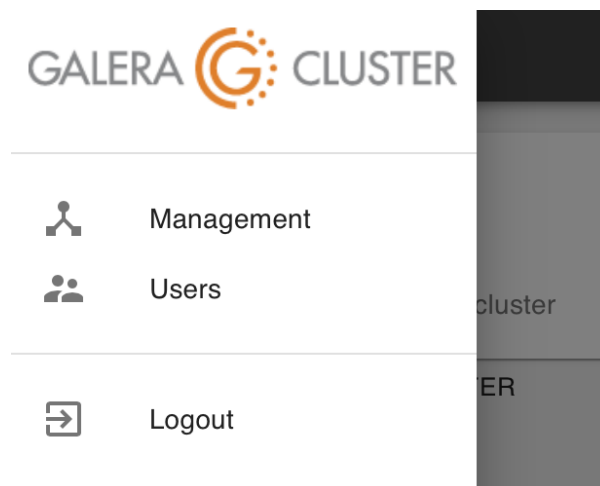 GALERA G CLUSTER
Management
Users
cluster
ER
Logout